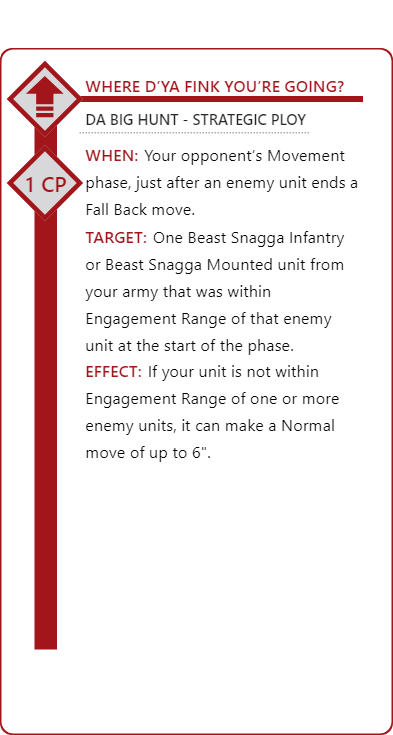 WHERE D’YA FINK YOU’RE GOING?
DA BIG HUNT - STRATEGIC PLOY
1 CP
WHEN: Your opponent’s Movement
phase, just after an enemy unit ends a
Fall Back move.
TARGET: One Beast Snagga Infantry
or Beast Snagga Mounted unit from
your army that was within
Engagement Range of that enemy
unit at the start of the phase.
EFFECT: If your unit is not within
Engagement Range of one or more
enemy units, it can make a Normal
move of up to 6".